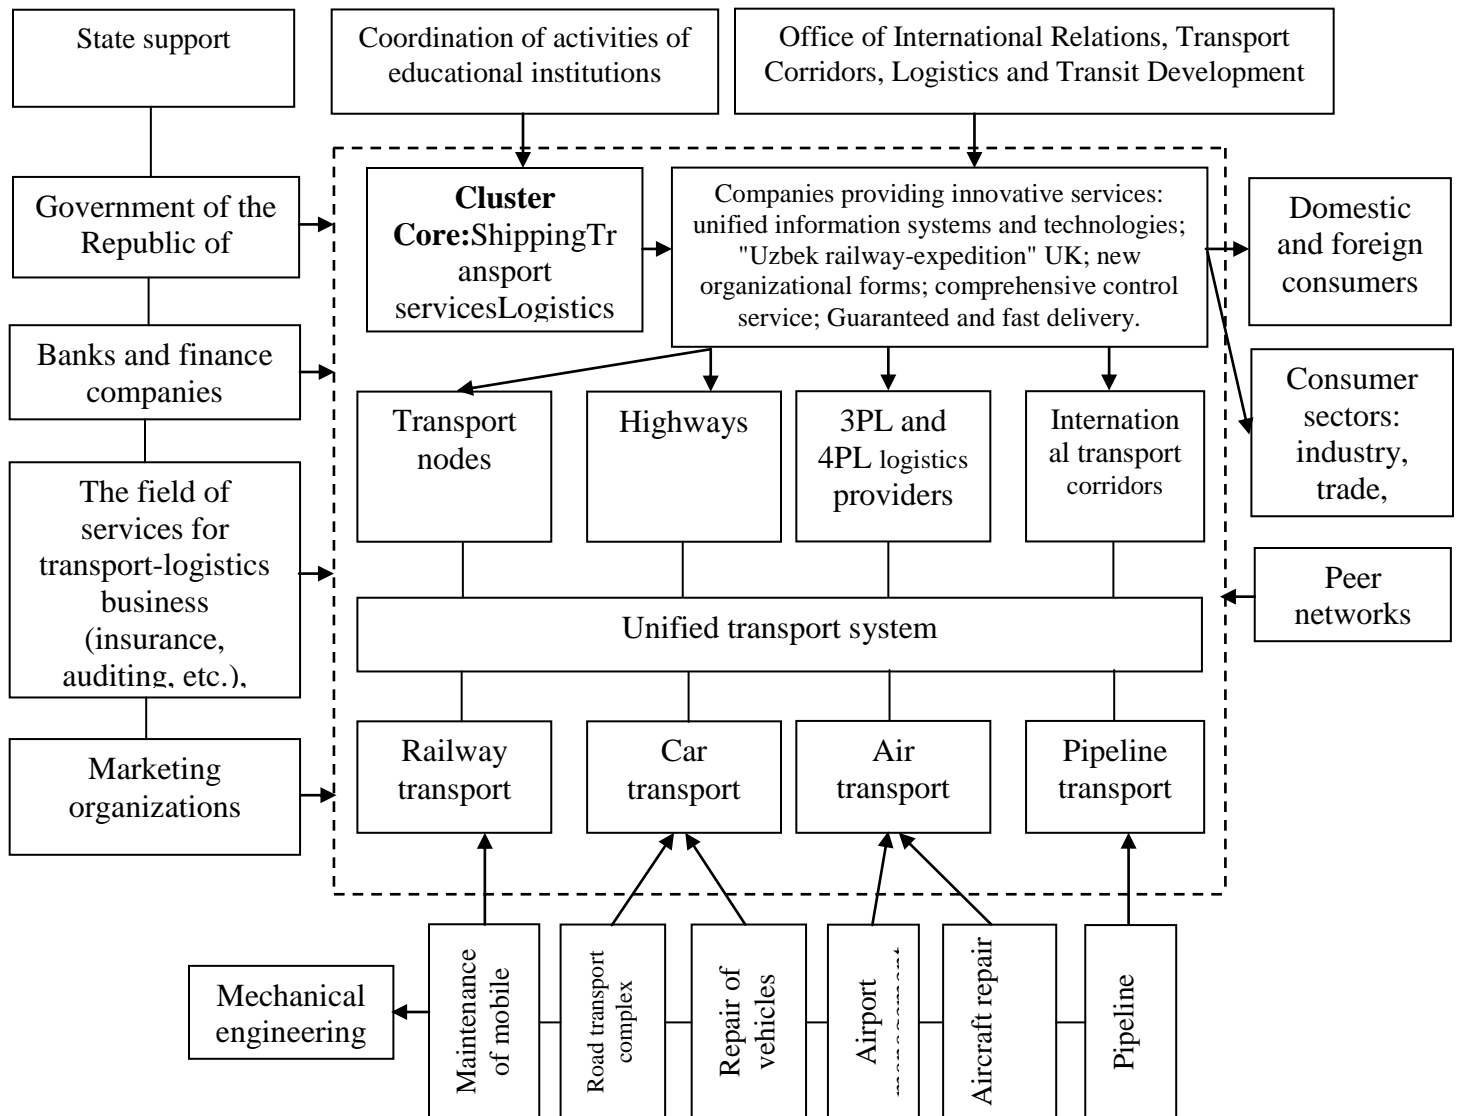 State support
Coordination of activities of
educational institutions
Office of International Relations, Transport
Corridors, Logistics and Transit Development
Government of the
Republic of
Cluster
Core:ShippingTr
ansport
servicesLogistics
Companies providing innovative services:
unified information systems and technologies;
"Uzbek railway-expedition" UK; new
organizational forms; comprehensive control
service; Guaranteed and fast delivery.
Domestic
and foreign
consumers
Banks and finance
companies
Consumer
sectors:
industry,
trade,
Transport
nodes
Highways
3PL and
4PL logistics
providers
Internation
al transport
corridors
The field of
services for
transport-logistics
business
(insurance,
auditing, etc.),
Peer
networks
Unified transport system
Marketing
organizations
Railway
transport
Car
transport
Air
transport
Pipeline
transport
Mechanical
engineering
Maintenance
of mobile
Road transport
complex
Repair of
vehicles
Airport
management
Aircraft repair
Pipeline